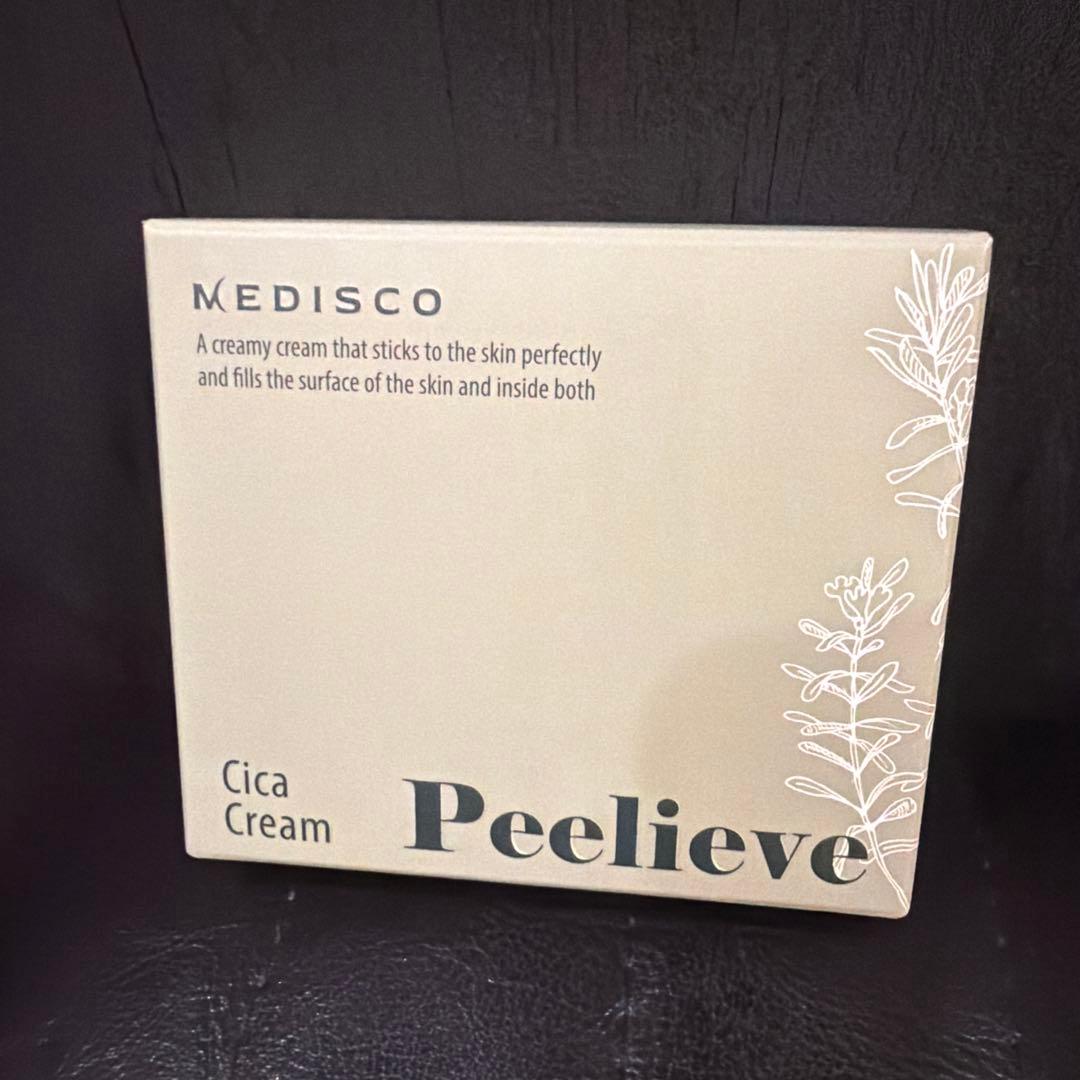 MEDISCO
A creamy cream that sticks to the skin perfectly
and fills the surface of the skin and inside both
Cica
Cream
Peelieve